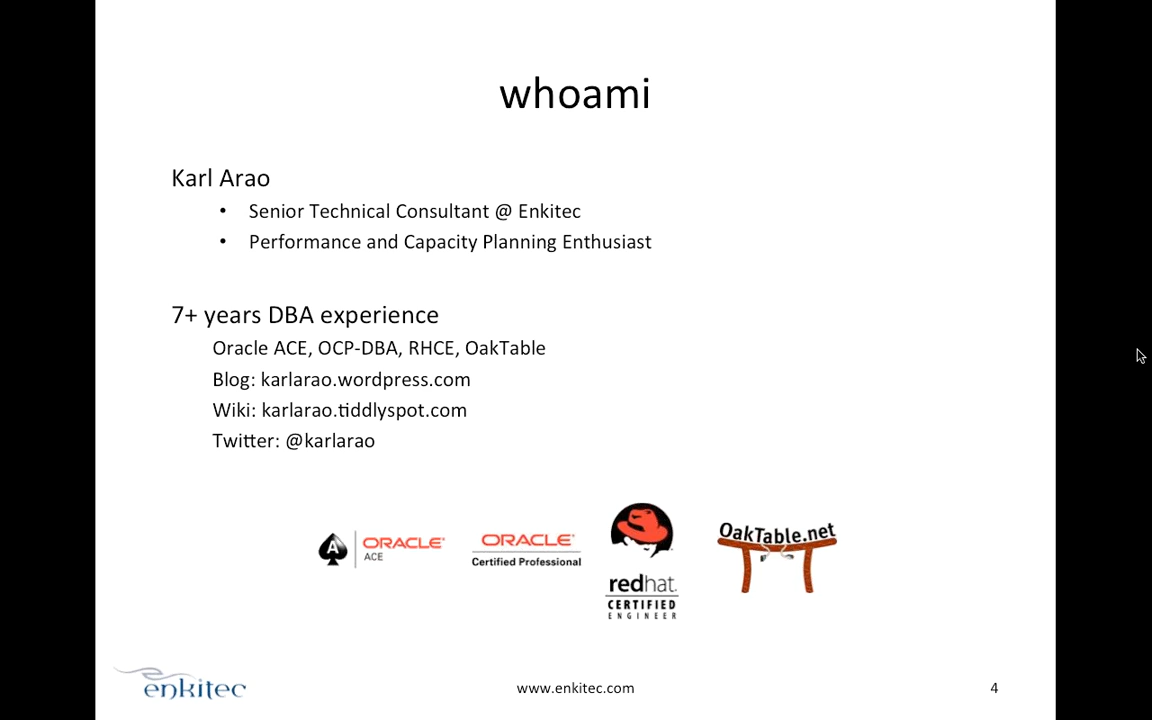 whoami
Karl Arao
• Senior Technical Consultant @ Enkitec
• Performance and Capacity Planning Enthusiast
7+ years DBA experience
Oracle ACE, OCP-DBA, RHCE, OakTable
Blog: karlarao.wordpress.com
Wiki: karlarao.tiddlyspot.com
Twitter: @karlarao
A
ORACLE
ACE
ORACLE
Certified Professional
redhat.
CERTIFIED
ENGINEER
OakTable.net
enkitec
www.enkitec.com
4